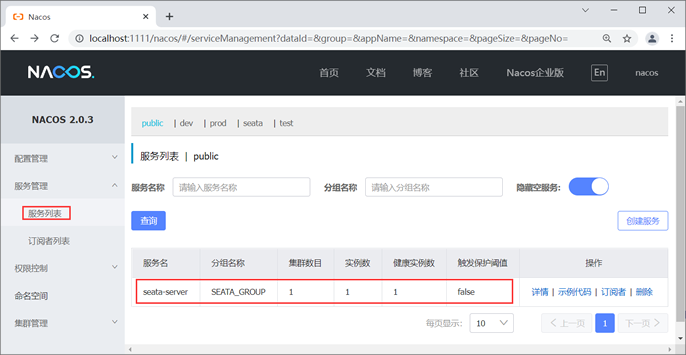 Nacos
localhost:1111/nacos/#/serviceManagement?dataId=&group=&appName=&namespace=&pageSize=&pageNo=
NACOS.
首页 文档 博客 社区 Nacos企业版 En nacos
NACOS 2.0.3
配置管理
服务管理
服务列表
订阅者列表
权限控制
命名空间
集群管理
public | dev | prod | seata | test
服务列表 | public
服务名称 请输入服务名称 分组名称 请输入分组名称 隐藏空服务:
查询 创建服务
服务名 分组名称 集群数目 实例数 健康实例数 触发保护阈值 操作
seata-server SEATA_GROUP 1 1 1 false 详情 | 示例代码 | 订阅者 | 删除
每页显示: 10 < 上一页 1 下一页 >